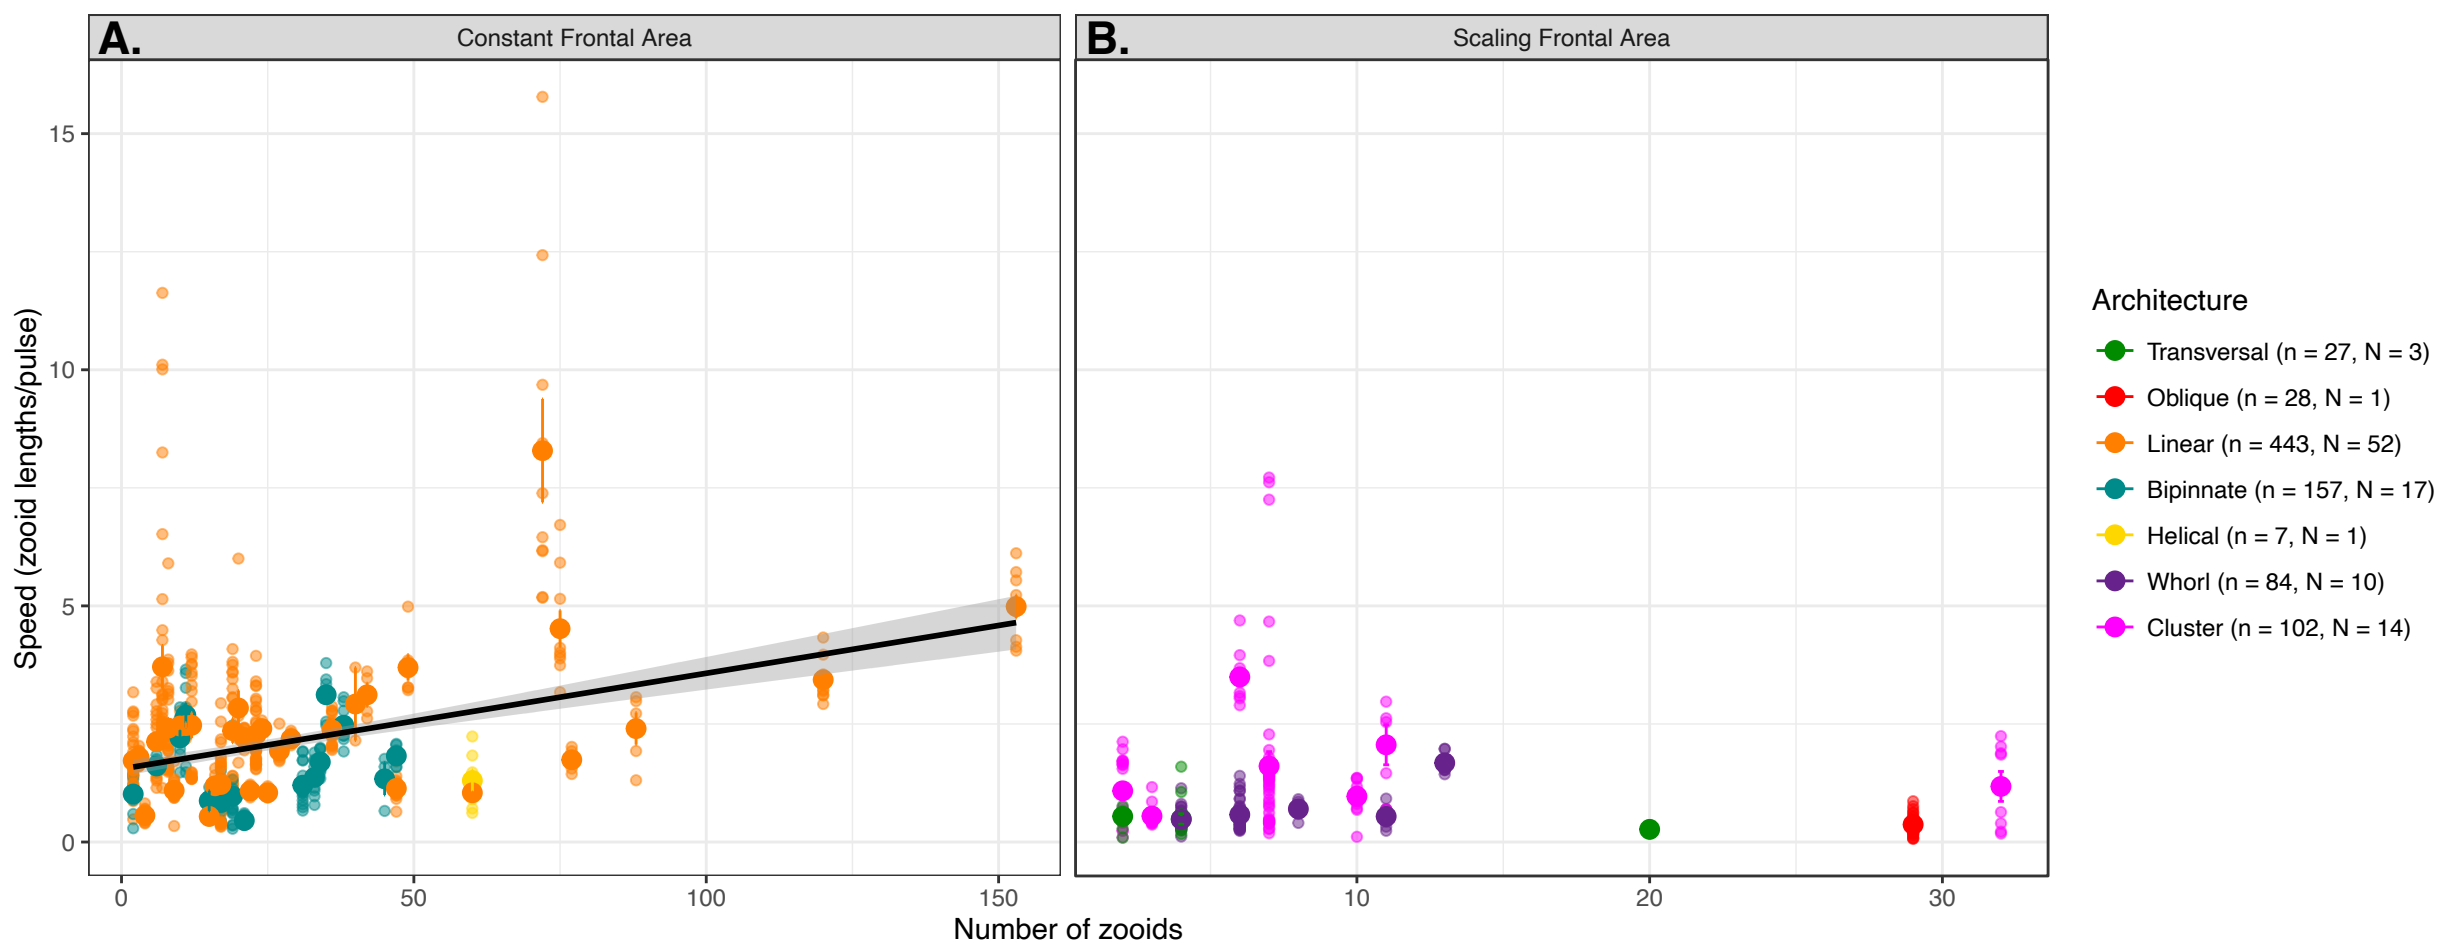 A.
Constant Frontal Area
B.
Scaling Frontal Area
Speed (zooid lengths/pulse)
15
10
5
0
0
50
100
150
10
20
30
Number of zooids
Architecture
Transversal (n = 27, N = 3)
Oblique (n = 28, N = 1)
Linear (n = 443, N = 52)
Bipinnate (n = 157, N = 17)
Helical (n = 7, N = 1)
Whorl (n = 84, N = 10)
Cluster (n = 102, N = 14)